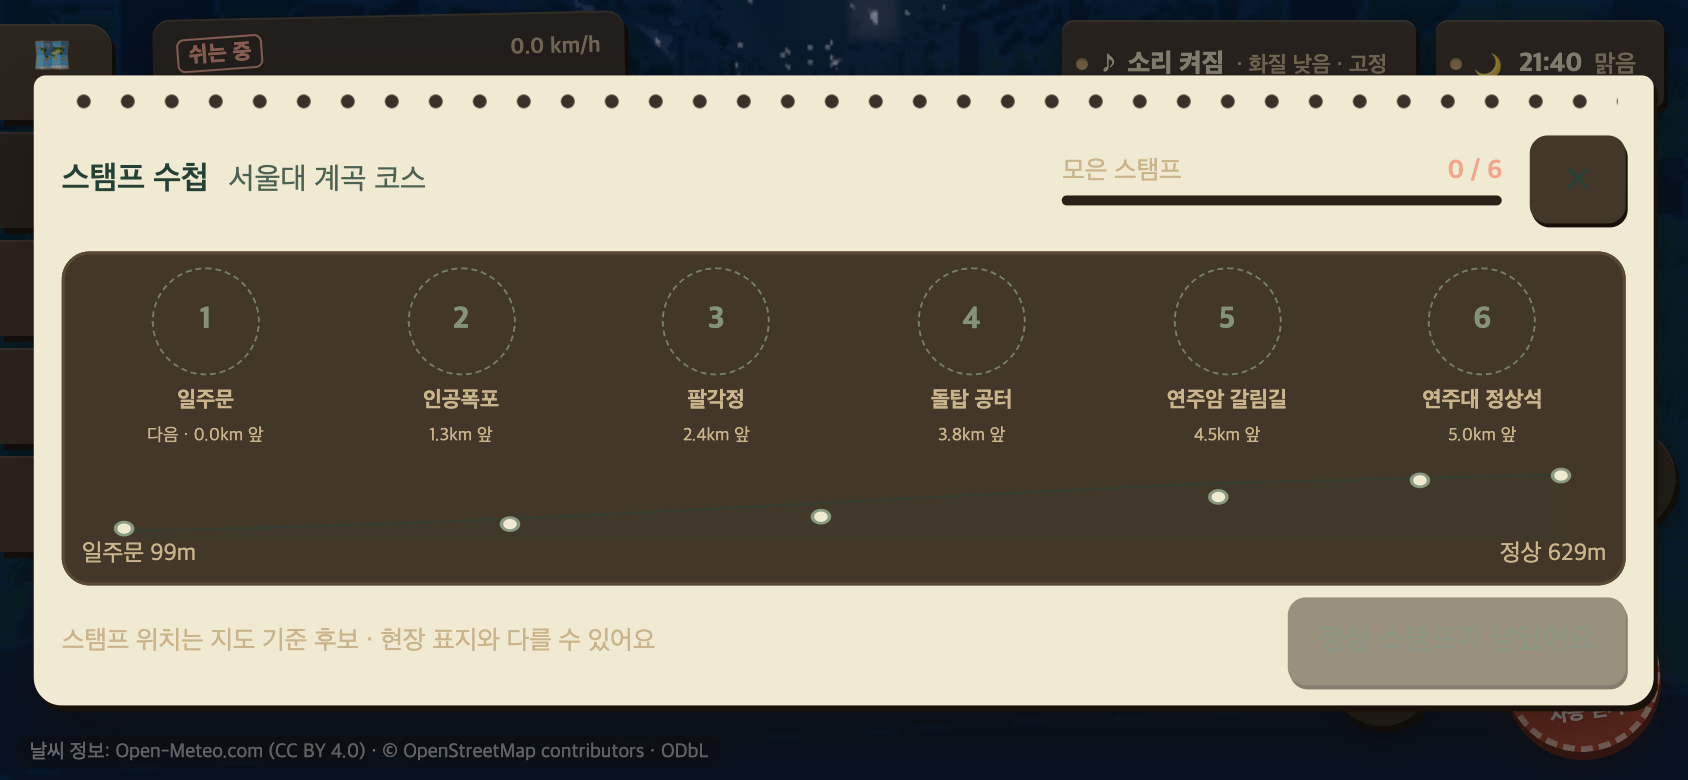 쉬는 중
0.0 km/h
♪ 소리 켜짐 · 화질 낮음 · 고정
21:40 맑음
스탬프 수첩 서울대 계곡 코스
모은 스탬프 0 / 6
×
1
2
3
4
5
6
일주문
인공폭포
팔각정
돌탑 공터
연주암 갈림길
연주대 정상석
다음 · 0.0km 앞
1.3km 앞
2.4km 앞
3.8km 앞
4.5km 앞
5.0km 앞
일주문 99m
정상 629m
스탬프 위치는 지도 기준 후보 · 현장 표지와 다를 수 있어요
날씨 정보: Open-Meteo.com (CC BY 4.0) · © OpenStreetMap contributors · ODbL